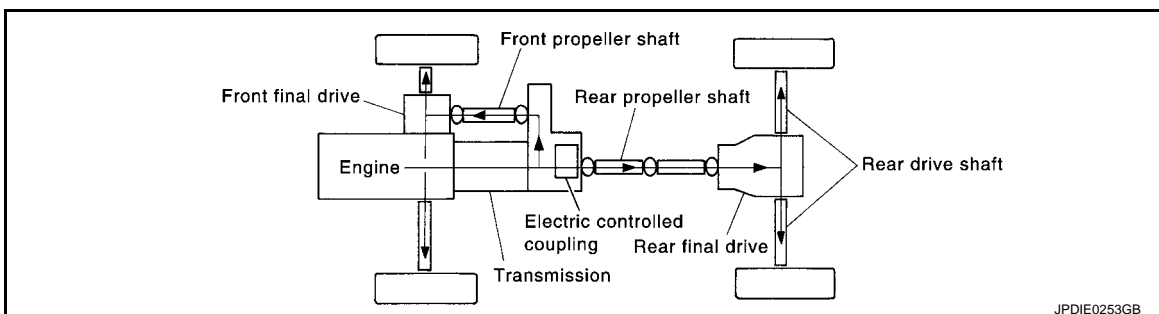 Front propeller shaft
Front final drive
Rear propeller shaft
Engine
Rear drive shaft
Electric controlled
coupling
Rear final drive
Transmission
JPDIE0253GB